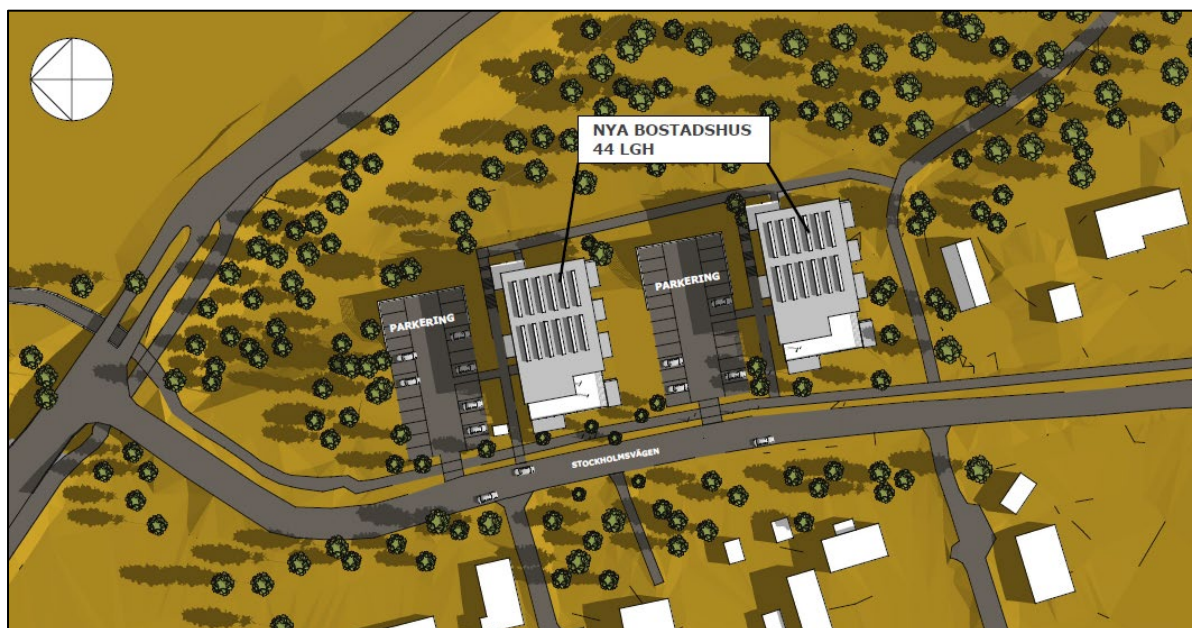 NYA BOSTADSHUS
44 LGH
PARKERING
PARKERING
STOCKHOLMSVÄGEN